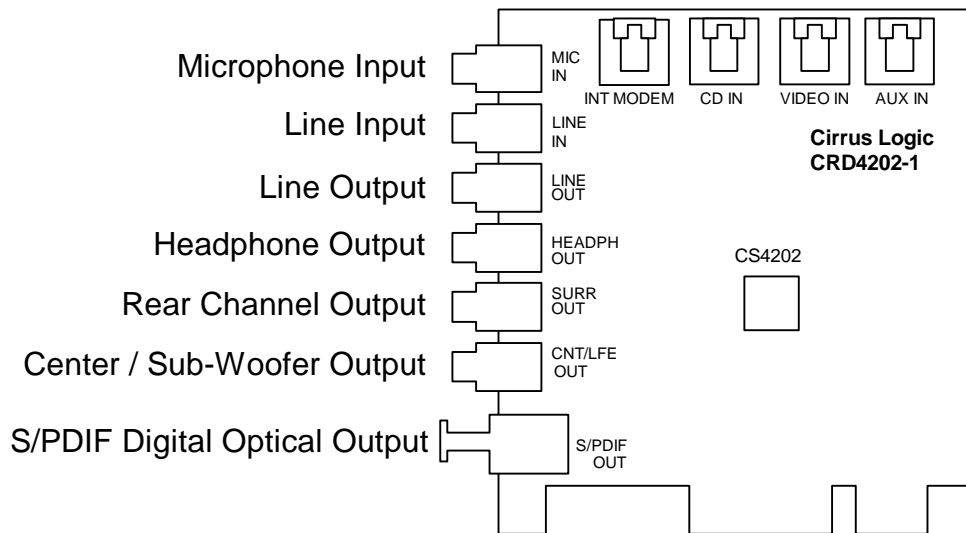 Microphone Input
MIC
IN
INT MODEM
CD IN
VIDEO IN
AUX IN
Line Input
LINE
IN
Cirrus Logic
CRD4202-1
Line Output
LINE
OUT
Headphone Output
HEADPH
OUT
CS4202
Rear Channel Output
SURR
OUT
Center / Sub-Woofer Output
CNT/LFE
OUT
S/PDIF Digital Optical Output
S/PDIF
OUT